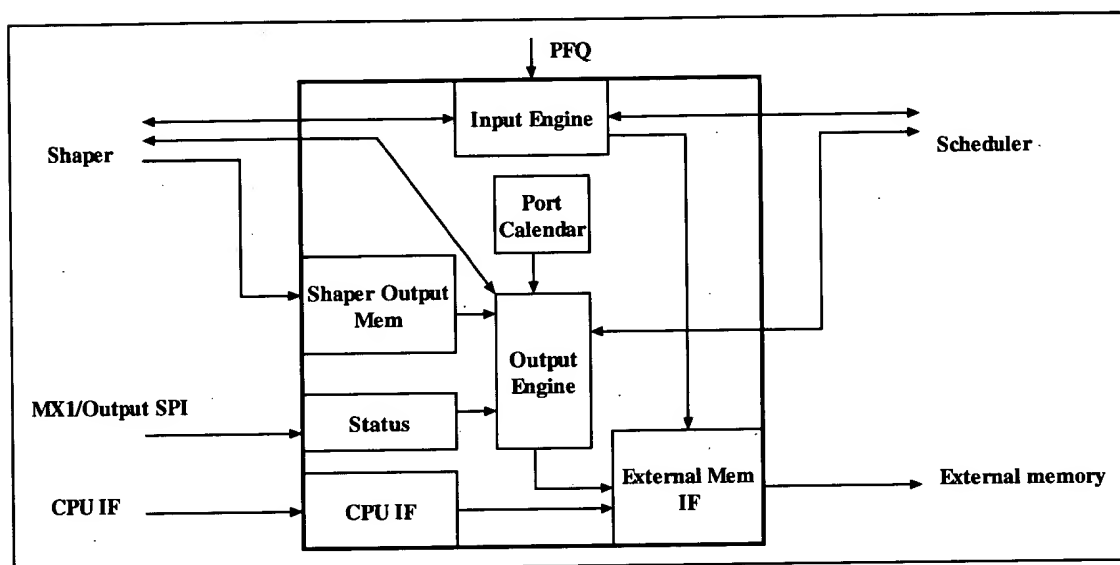 PFQ
Input Engine
Shaper
Scheduler
Port
Calendar
Shaper Output
Mem
Output
Engine
MX1/Output SPI
Status
External Mem
IF
External memory
CPU IF
CPU IF